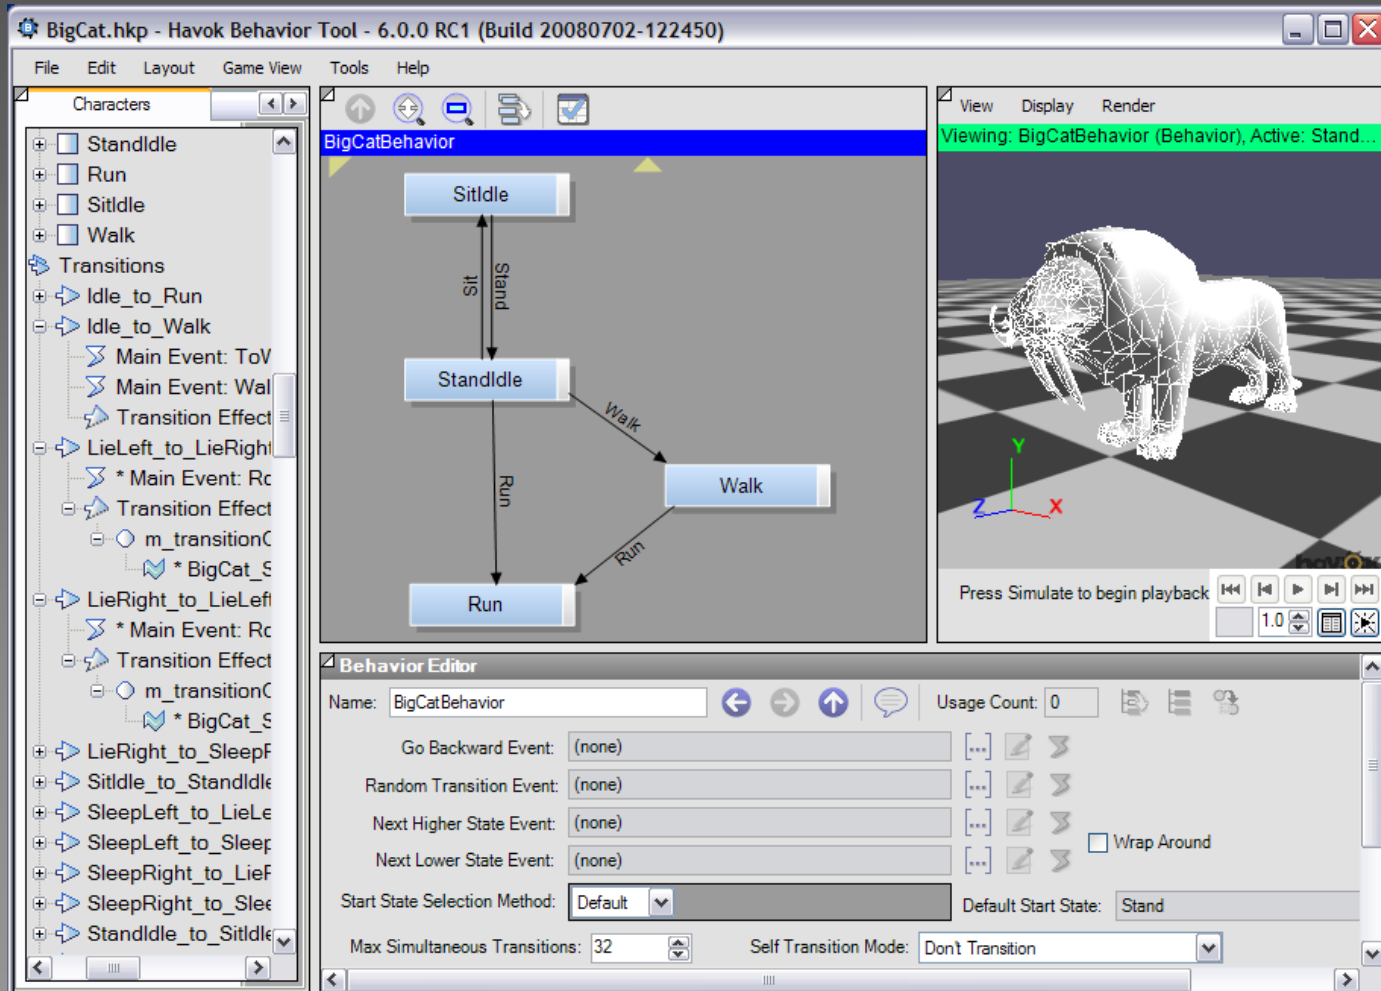 BigCat.hkp - Havok Behavior Tool - 6.0.0 RC1 (Build 20080702-122450)
File Edit Layout Game View Tools Help
Characters
StandIdle
Run
SitIdle
Walk
Transitions
Idle_to_Run
Idle_to_Walk
Main Event: ToW
Main Event: Wal
Transition Effect
LieLeft_to_LieRight
* Main Event: Ro
Transition Effect
m_transitionC
* BigCat_S
LieRight_to_LieLeft
* Main Event: Ro
Transition Effect
m_transitionC
* BigCat_S
LieRight_to_SleepF
SitIdle_to_StandIdle
SleepLeft_to_LieLe
SleepLeft_to_Sleep
SleepRight_to_LieF
SleepRight_to_Slee
StandIdle_to_SitIdle
BigCatBehavior
SitIdle
Sit
Stand
StandIdle
Walk
Run
Walk
Run
Run
View Display Render
Viewing: BigCatBehavior (Behavior), Active: Stand...
Y
Z
X
havok
Press Simulate to begin playback
1.0
Behavior Editor
Name: BigCatBehavior
Usage Count: 0
Go Backward Event: (none)
Random Transition Event: (none)
Next Higher State Event: (none)
Next Lower State Event: (none)
Wrap Around
Start State Selection Method: Default
Default Start State: Stand
Max Simultaneous Transitions: 32
Self Transition Mode: Don't Transition